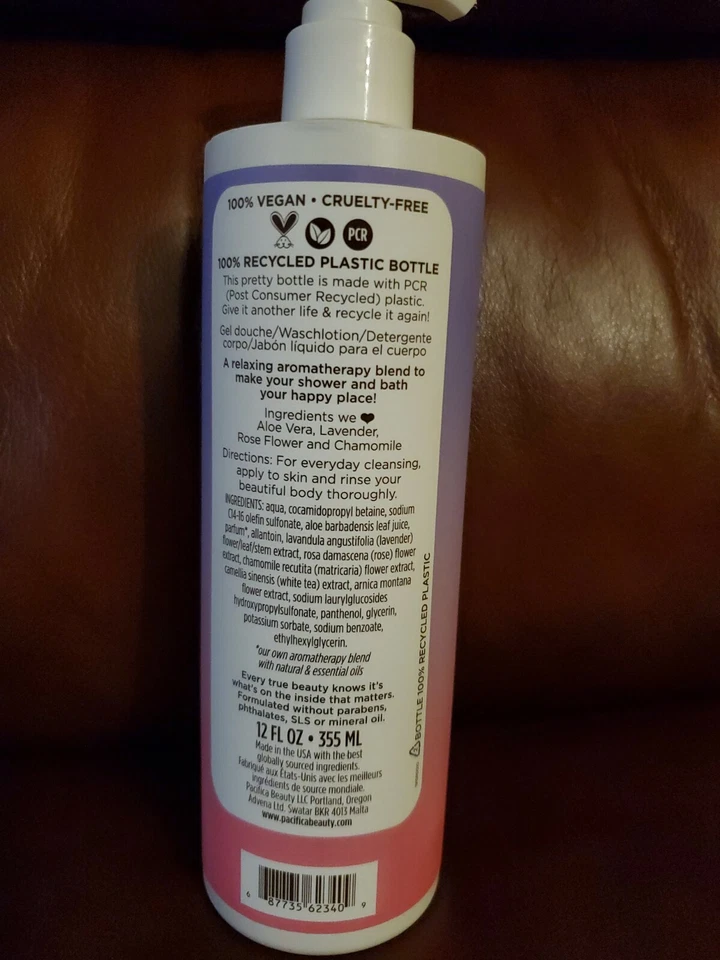 100% VEGAN • CRUELTY-FREE
PCR
100% RECYCLED PLASTIC BOTTLE
This pretty bottle is made with PCR
(Post Consumer Recycled) plastic.
Give it another life & recycle it again!
Gel douche/Waschlotion/Detergente
corpo/Jabón líquido para el cuerpo
A relaxing aromatherapy blend to
make your shower and bath
your happy place!
Ingredients we ♥
Aloe Vera, Lavender,
Rose Flower and Chamomile
Directions: For everyday cleansing,
apply to skin and rinse your
beautiful body thoroughly.
INGREDIENTS: aqua, cocamidopropyl betaine, sodium
C14-16 olefin sulfonate, aloe barbadensis leaf juice,
parfum*, allantoin, lavandula angustifolia (lavender)
flower/leaf/stem extract, rosa damascena (rose) flower
extract, chamomile recutita (matricaria) flower extract,
camellia sinensis (white tea) extract, arnica montana
flower extract, sodium laurylglucosides
hydroxypropylsulfonate, panthenol, glycerin,
potassium sorbate, sodium benzoate,
ethylhexylglycerin.
*our own aromatherapy blend
with natural & essential oils
Every true beauty knows it's
what's on the inside that matters.
Formulated without parabens,
phthalates, SLS or mineral oil.
12 FL OZ • 355 ML
Made in the USA with the best
globally sourced ingredients.
Fabriqué aux États-Unis avec les meilleurs
ingrédients de source mondiale.
Pacifica Beauty LLC Portland, Oregon
Advena Ltd. Swatar BKR 4013 Malta
www.pacificabeauty.com
BOTTLE 100% RECYCLED PLASTIC
6 87735 62340 9